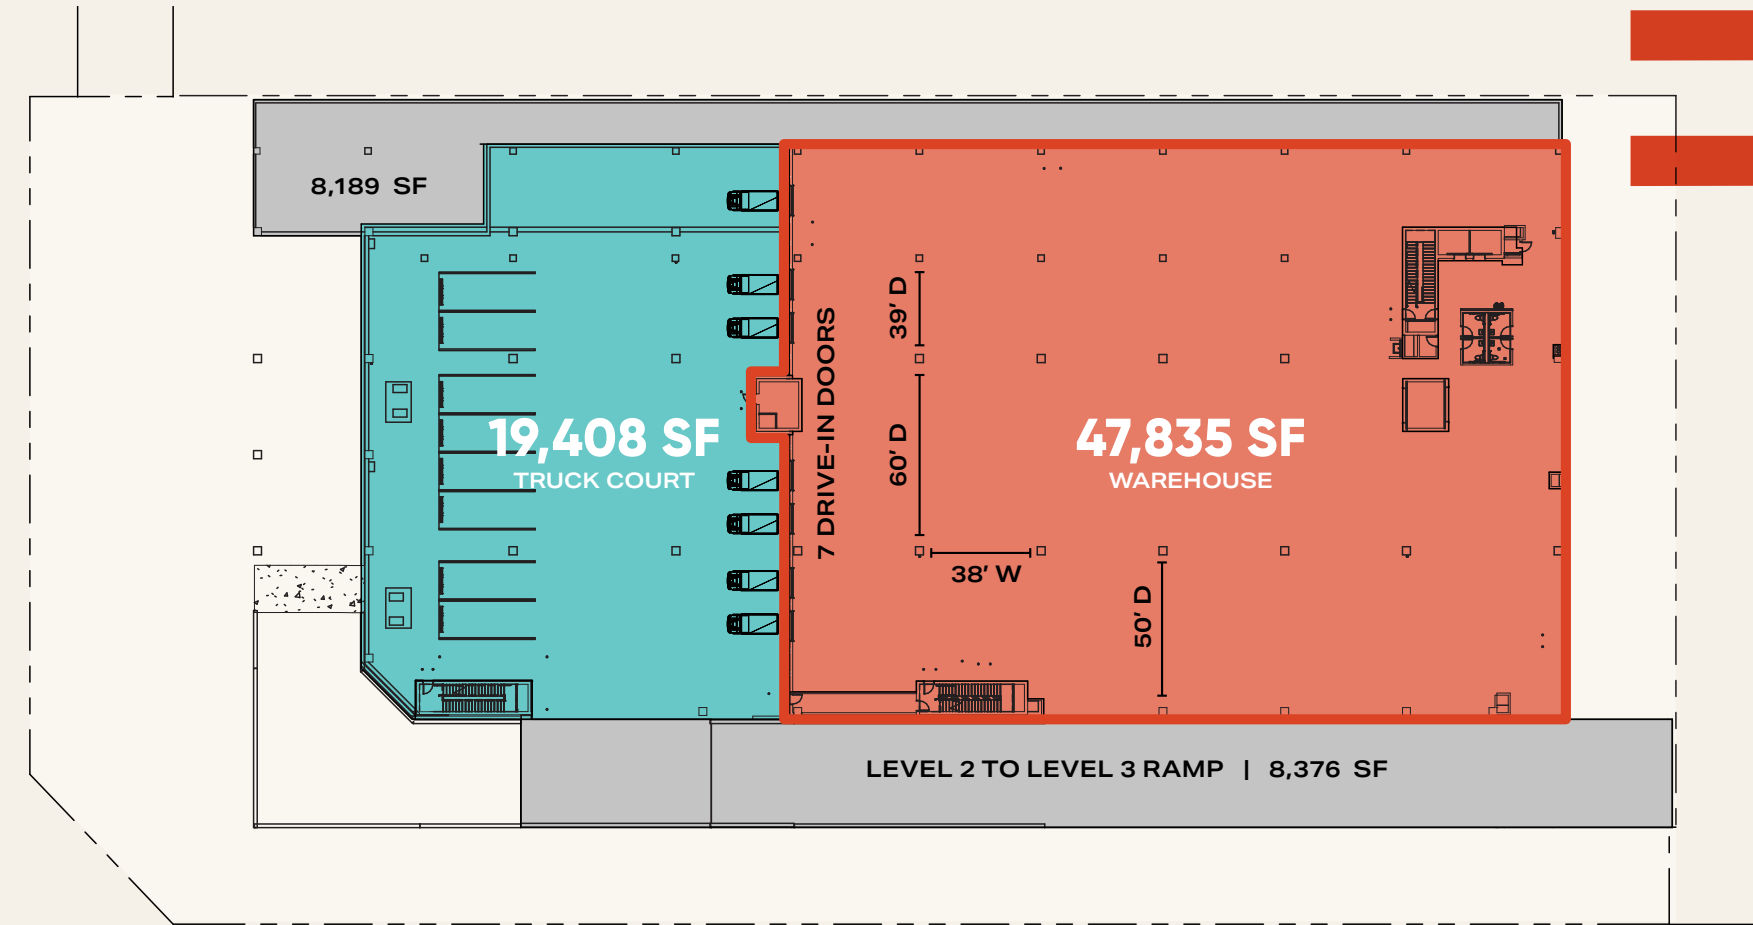 8,189 SF
19,408 SF
TRUCK COURT
7 DRIVE-IN DOORS
39' D
60' D
38' W
50' D
47,835 SF
WAREHOUSE
LEVEL 2 TO LEVEL 3 RAMP | 8,376 SF